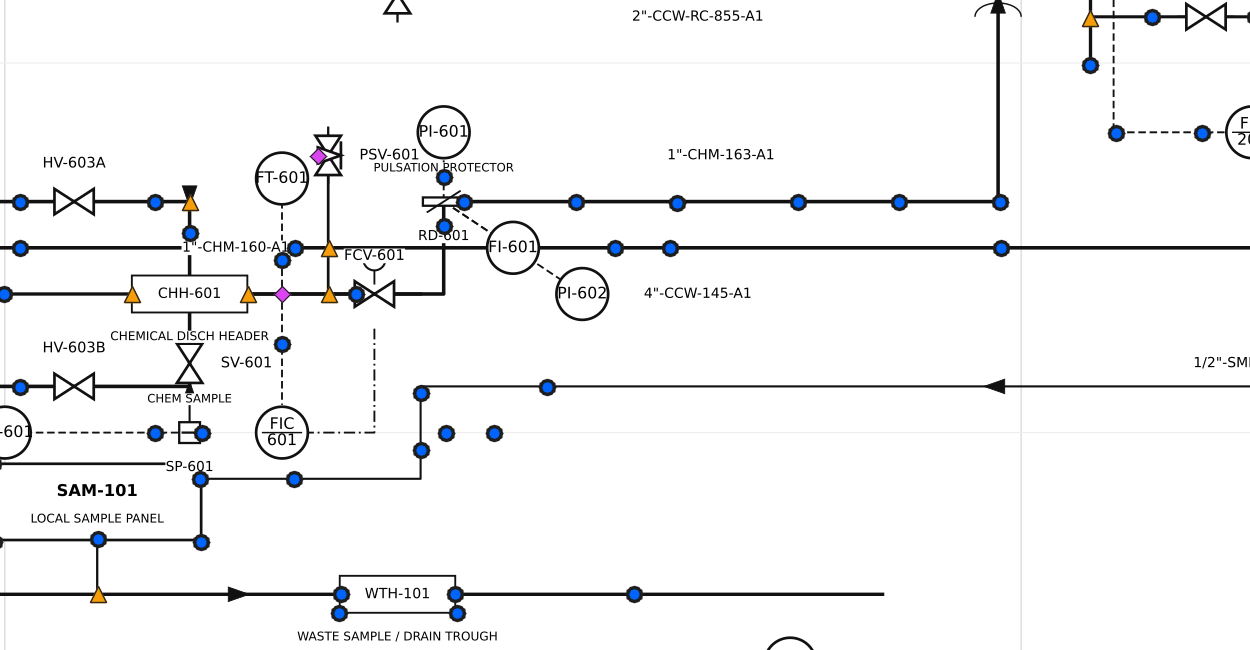 2"-CCW-RC-855-A1
PI-601
HV-603A
PSV-601
1"-CHM-163-A1
PULSATION PROTECTOR
FT-601
RD-601
1"-CHM-160-A1
FCV-601
FI-601
CHH-601
PI-602
4"-CCW-145-A1
CHEMICAL DISCH HEADER
HV-603B
SV-601
1/2"-SM
CHEM SAMPLE
FIC
601
-601
SP-601
SAM-101
LOCAL SAMPLE PANEL
WTH-101
WASTE SAMPLE / DRAIN TROUGH